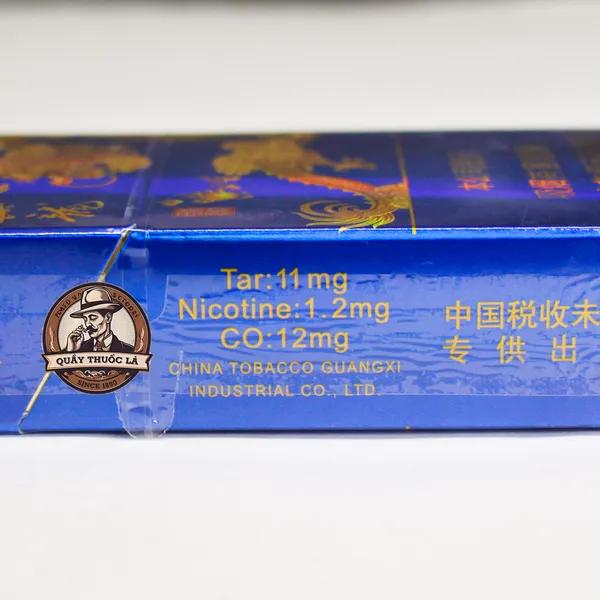 Tar:11mg
Nicotine:1.2mg
CO:12mg
CHINA TOBACCO GUANGXI
INDUSTRIAL CO., LTD.
中国税收未
专供出
QUẦY THUỐC LÁ
SINCE 1880